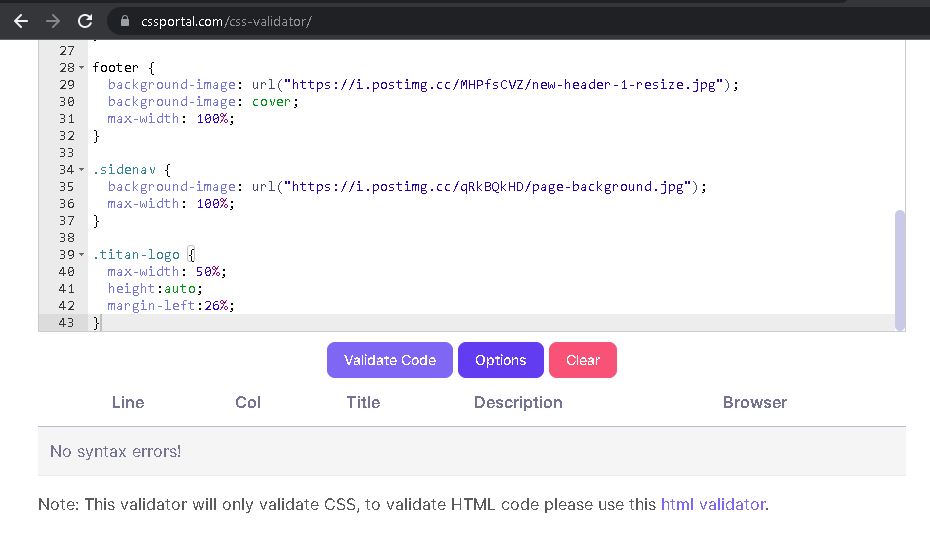 cssportal.com/css-validator/
27
28 footer {
29 background-image: url("https://i.postimg.cc/MHPfsCVZ/new-header-1-resize.jpg");
30 background-image: cover;
31 max-width: 100%;
32 }
33
34 .sidenav {
35 background-image: url("https://i.postimg.cc/qRkBQkHD/page-background.jpg");
36 max-width: 100%;
37 }
38
39 .titan-logo {
40 max-width: 50%;
41 height:auto;
42 margin-left:26%;
43 }
Validate Code Options Clear
Line Col Title Description Browser
No syntax errors!
Note: This validator will only validate CSS, to validate HTML code please use this html validator.